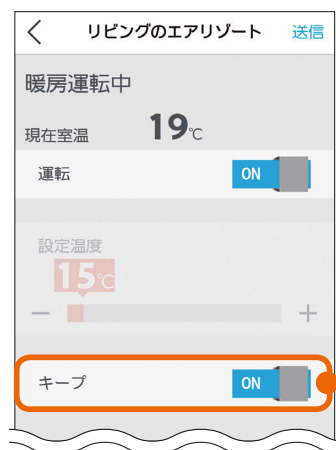 リビングのエアリゾート 送信
暖房運転中
現在室温 19℃
運転 ON
設定温度
15℃
− +
キープ ON